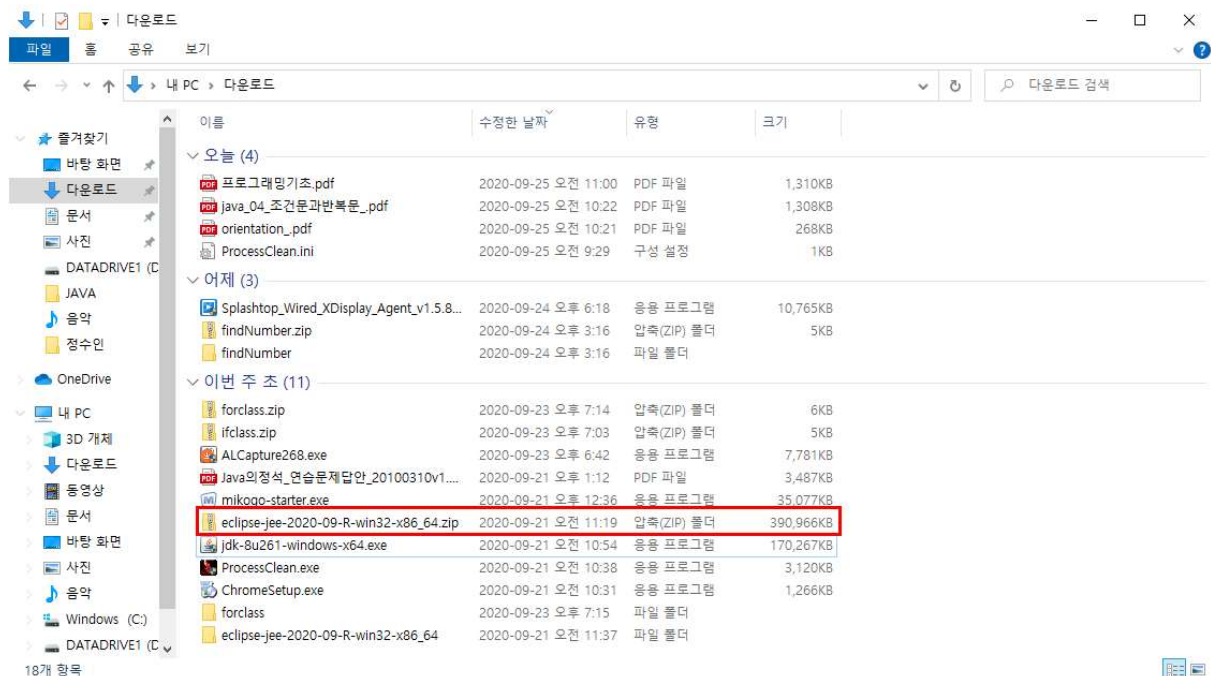 다운로드
파일 홈 공유 보기
내 PC › 다운로드 다운로드 검색
이름 수정한 날짜 유형 크기
즐겨찾기
바탕 화면
다운로드
문서
사진
DATADRIVE1 (D
JAVA
음악
정수인
OneDrive
내 PC
3D 개체
다운로드
동영상
문서
바탕 화면
사진
음악
Windows (C:)
DATADRIVE1 (D
오늘 (4)
프로그래밍기초.pdf 2020-09-25 오전 11:00 PDF 파일 1,310KB
java_04_조건문과반복문_.pdf 2020-09-25 오전 10:22 PDF 파일 1,308KB
orientation_.pdf 2020-09-25 오전 10:21 PDF 파일 268KB
ProcessClean.ini 2020-09-25 오전 9:29 구성 설정 1KB
어제 (3)
Splashtop_Wired_XDisplay_Agent_v1.5.8... 2020-09-24 오후 6:18 응용 프로그램 10,765KB
findNumber.zip 2020-09-24 오후 3:16 압축(ZIP) 폴더 5KB
findNumber 2020-09-24 오후 3:16 파일 폴더
이번 주 초 (11)
forclass.zip 2020-09-23 오후 7:14 압축(ZIP) 폴더 6KB
ifclass.zip 2020-09-23 오후 7:03 압축(ZIP) 폴더 5KB
ALCapture268.exe 2020-09-23 오후 6:42 응용 프로그램 7,781KB
Java의정석_연습문제답안_20100310v1.... 2020-09-21 오후 1:12 PDF 파일 3,487KB
mikogo-starter.exe 2020-09-21 오후 12:36 응용 프로그램 35,077KB
eclipse-jee-2020-09-R-win32-x86_64.zip 2020-09-21 오전 11:19 압축(ZIP) 폴더 390,966KB
jdk-8u261-windows-x64.exe 2020-09-21 오전 10:54 응용 프로그램 170,267KB
ProcessClean.exe 2020-09-21 오전 10:38 응용 프로그램 3,120KB
ChromeSetup.exe 2020-09-21 오전 10:31 응용 프로그램 1,266KB
forclass 2020-09-23 오후 7:15 파일 폴더
eclipse-jee-2020-09-R-win32-x86_64 2020-09-21 오전 11:37 파일 폴더
18개 항목